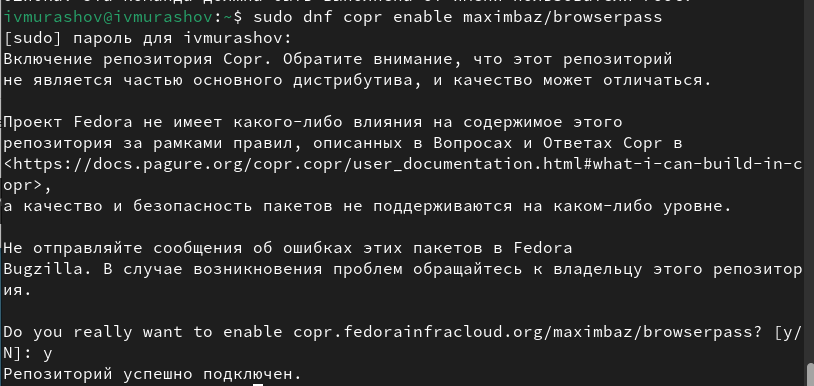 ivmurashov@ivmurashov:~$ sudo dnf copr enable maximbaz/browserpass
[sudo] пароль для ivmurashov:
Включение репозитория Copr. Обратите внимание, что этот репозиторий
не является частью основного дистрибутива, и качество может отличаться.
Проект Fedora не имеет какого-либо влияния на содержимое этого
репозитория за рамками правил, описанных в Вопросах и Ответах Copr в
<https://docs.pagure.org/copr.copr/user_documentation.html#what-i-can-build-in-c
opr>,
а качество и безопасность пакетов не поддерживаются на каком-либо уровне.
Не отправляйте сообщения об ошибках этих пакетов в Fedora
Bugzilla. В случае возникновения проблем обращайтесь к владельцу этого репозитор
ия.
Do you really want to enable copr.fedorainfracloud.org/maximbaz/browserpass? [y/
N]: y
Репозиторий успешно подключен.